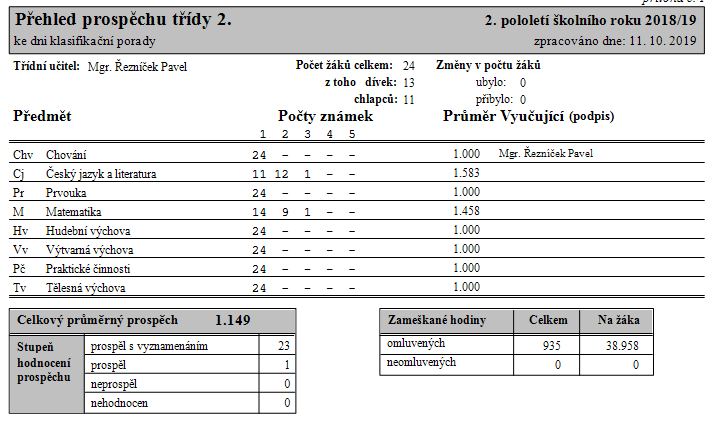 Přehled prospěchu třídy 2. 2. pololetí školního roku 2018/19
ke dni klasifikační porady zpracováno dne: 11. 10. 2019
Třídní učitel: Mgr. Řezníček Pavel Počet žáků celkem: 24 Změny v počtu žáků
z toho dívek: 13 ubylo: 0
chlapců: 11 přibylo: 0
Předmět Počty známek Průměr Vyučující (podpis)
1 2 3 4 5
Chv Chování 24 – – – – 1.000 Mgr. Řezníček Pavel
Cj Český jazyk a literatura 11 12 1 – – 1.583
Pr Prvouka 24 – – – – 1.000
M Matematika 14 9 1 – – 1.458
Hv Hudební výchova 24 – – – – 1.000
Vv Výtvarná výchova 24 – – – – 1.000
Pč Praktické činnosti 24 – – – – 1.000
Tv Tělesná výchova 24 – – – – 1.000
Celkový průměrný prospěch 1.149
Stupeň hodnocení prospěchu
prospěl s vyznamenáním 23
prospěl 1
neprospěl 0
nehodnocen 0
Zameškané hodiny Celkem Na žáka
omluvených 935 38.958
neomluvených 0 0